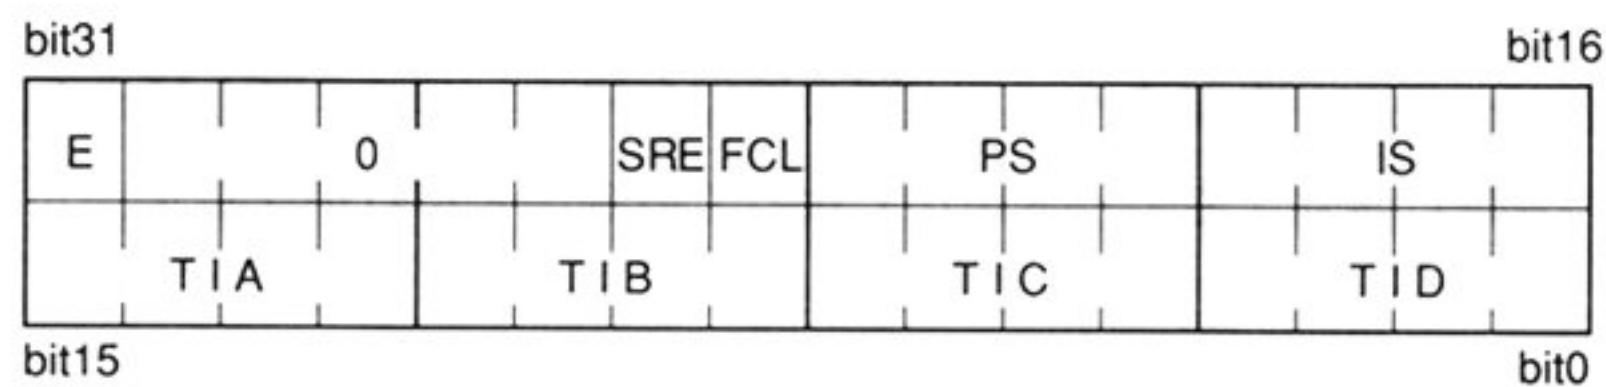 bit31 bit16
E 0 SRE FCL PS IS
TIA TIB TIC TID
bit15 bit0